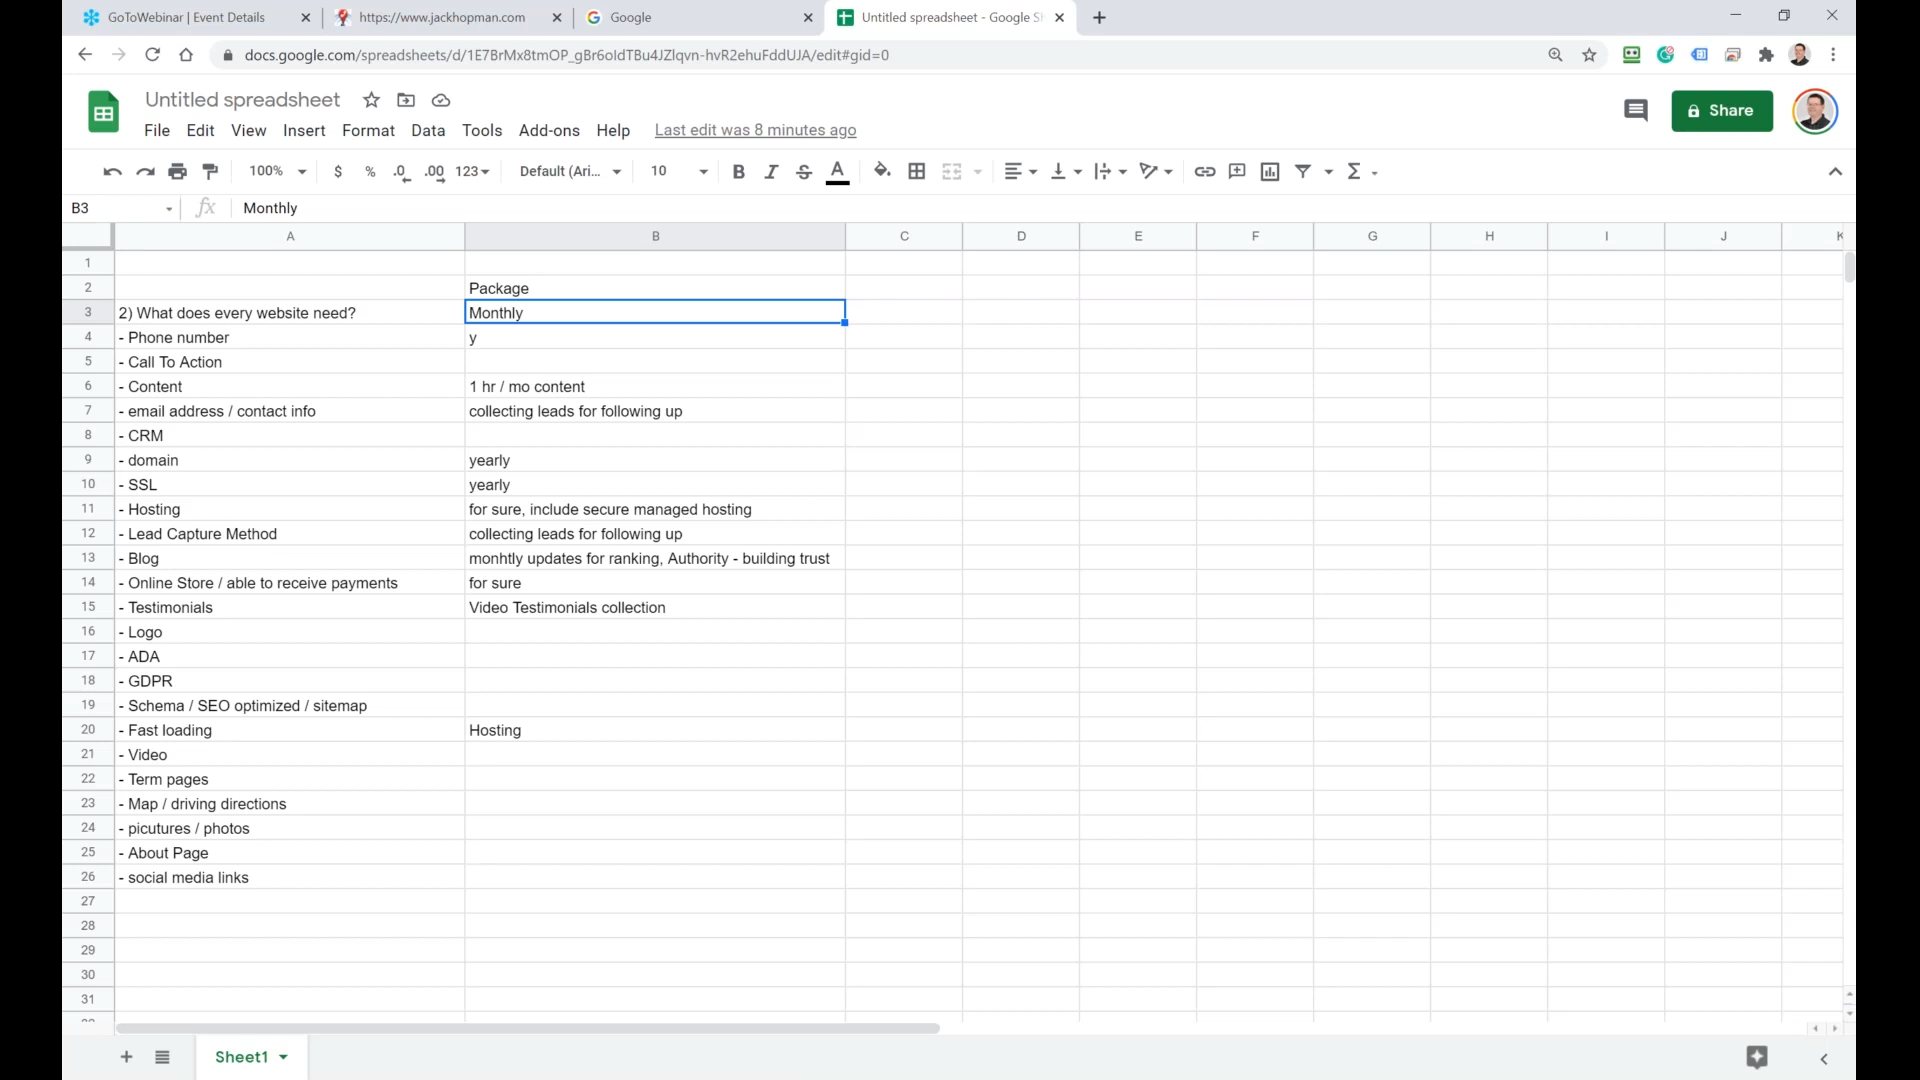 GoToWebinar | Event Details
https://www.jackhopman.com
Google
Untitled spreadsheet - Google Sh
docs.google.com/spreadsheets/d/1E7BrMx8tmOP_gBr6oIdTBu4JZlqvn-hvR2ehuFddUJA/edit#gid=0
Untitled spreadsheet
Share
File Edit View Insert Format Data Tools Add-ons Help Last edit was 8 minutes ago
100% $ % .0 .00 123 Default (Ari... 10 B I S A
B3 fx Monthly
A B C D E F G H I J K
1
2 Package
3 2) What does every website need? Monthly
4 - Phone number y
5 - Call To Action
6 - Content 1 hr / mo content
7 - email address / contact info collecting leads for following up
8 - CRM
9 - domain yearly
10 - SSL yearly
11 - Hosting for sure, include secure managed hosting
12 - Lead Capture Method collecting leads for following up
13 - Blog monhtly updates for ranking, Authority - building trust
14 - Online Store / able to receive payments for sure
15 - Testimonials Video Testimonials collection
16 - Logo
17 - ADA
18 - GDPR
19 - Schema / SEO optimized / sitemap
20 - Fast loading Hosting
21 - Video
22 - Term pages
23 - Map / driving directions
24 - picutures / photos
25 - About Page
26 - social media links
27
28
29
30
31
Sheet1